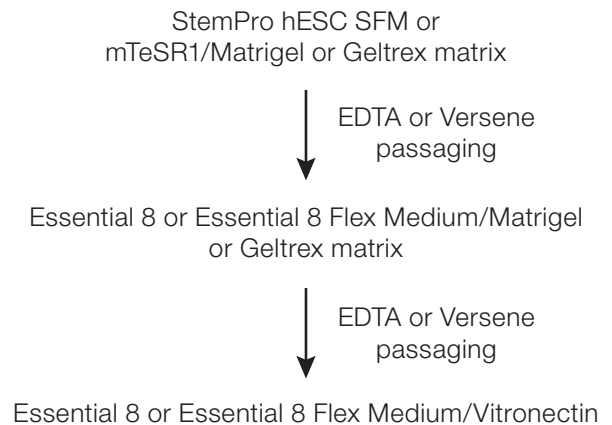 StemPro hESC SFM or
mTeSR1/Matrigel or Geltrex matrix
EDTA or Versene
passaging
Essential 8 or Essential 8 Flex Medium/Matrigel
or Geltrex matrix
EDTA or Versene
passaging
Essential 8 or Essential 8 Flex Medium/Vitronectin